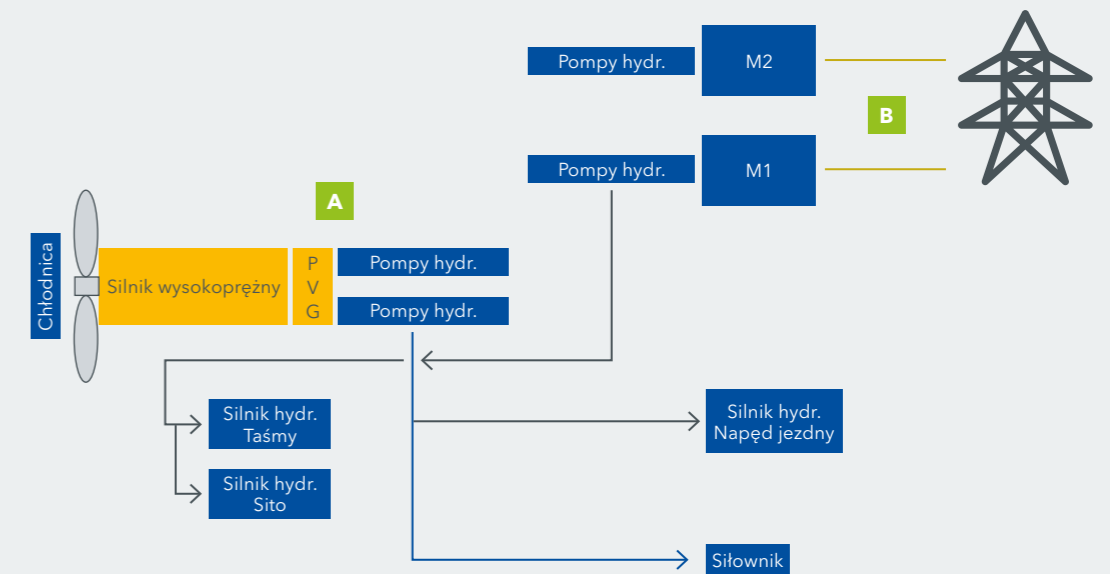 Pompy hydr.
M2
B
Pompy hydr.
M1
A
Chłodnica
Silnik wysokoprężny
P
V
G
Pompy hydr.
Pompy hydr.
Silnik hydr.
Taśmy
Silnik hydr.
Napęd jezdny
Silnik hydr.
Sito
Siłownik